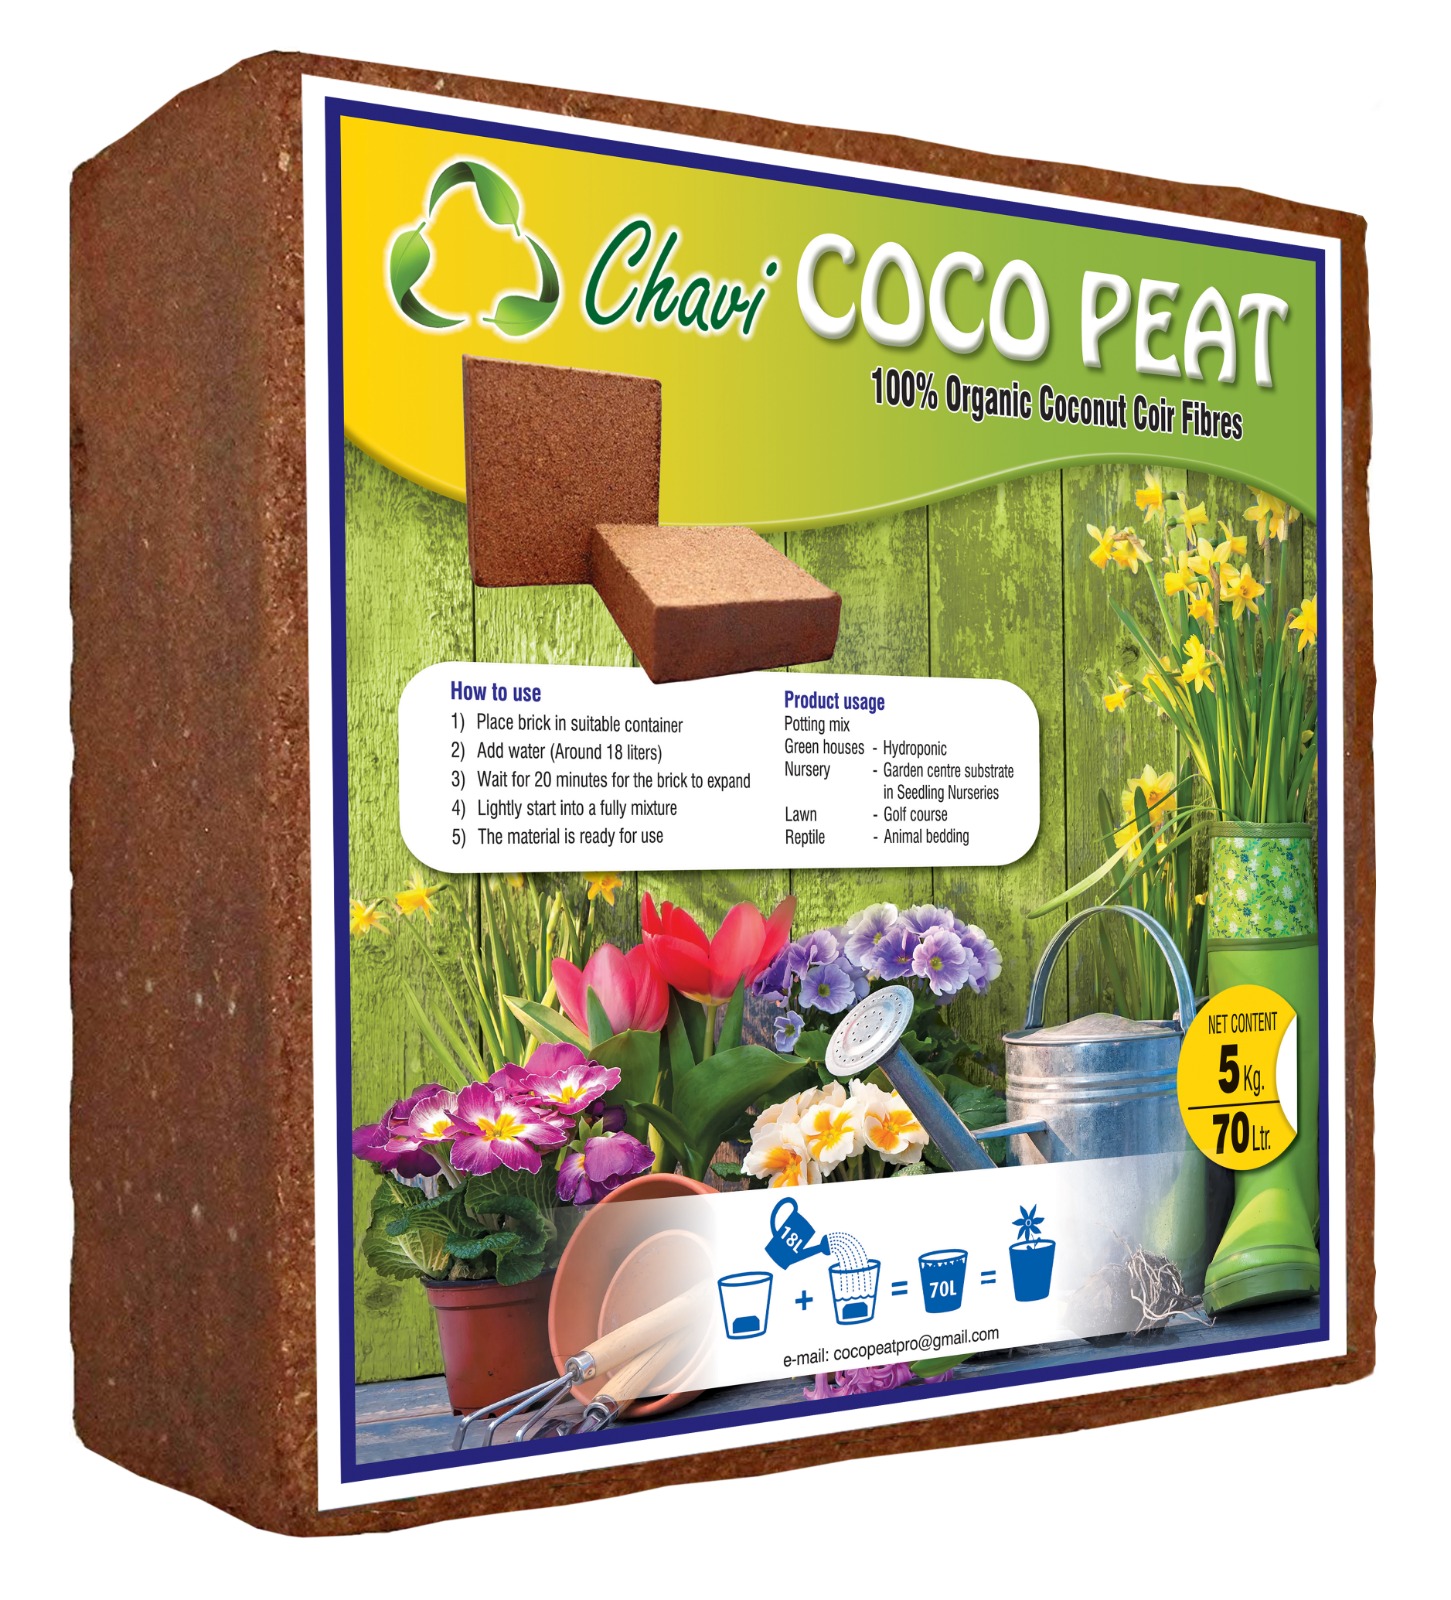 Chavi COCO PEAT
100% Organic Coconut Coir Fibres
How to use
1) Place brick in suitable container
2) Add water (Around 18 liters)
3) Wait for 20 minutes for the brick to expand
4) Lightly start into a fully mixture
5) The material is ready for use
Product usage
Potting mix
Green houses - Hydroponic
Nursery - Garden centre substrate
in Seedling Nurseries
Lawn - Golf course
Reptile - Animal bedding
NET CONTENT
5 Kg.
70 Ltr.
18L
+ = 70L =
e-mail: cocopeatpro@gmail.com